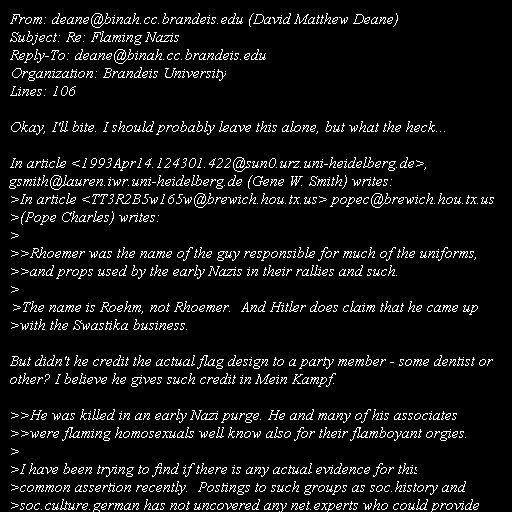 From: deane@binah.cc.brandeis.edu (David Matthew Deane)
Subject: Re: Flaming Nazis
Reply-To: deane@binah.cc.brandeis.edu
Organization: Brandeis University
Lines: 106

Okay, I'll bite. I should probably leave this alone, but what the heck...

In article <1993Apr14.124301.422@sun0.urz.uni-heidelberg.de>,
gsmith@lauren.iwr.uni-heidelberg.de (Gene W. Smith) writes:
>In article <TT3R2B5w165w@brewich.hou.tx.us> popec@brewich.hou.tx.us
>(Pope Charles) writes:
>
>>Rhoemer was the name of the guy responsible for much of the uniforms,
>>and props used by the early Nazis in their rallies and such.
>
>The name is Roehm, not Rhoemer.  And Hitler does claim that he came up
>with the Swastika business.

But didn't he credit the actual flag design to a party member - some dentist or
other? I believe he gives such credit in Mein Kampf.

>>He was killed in an early Nazi purge. He and many of his associates
>>were flaming homosexuals well know also for their flamboyant orgies.
>
>I have been trying to find if there is any actual evidence for this
>common assertion recently.  Postings to such groups as soc.history and
>soc.culture.german has not uncovered any net.experts who could provide